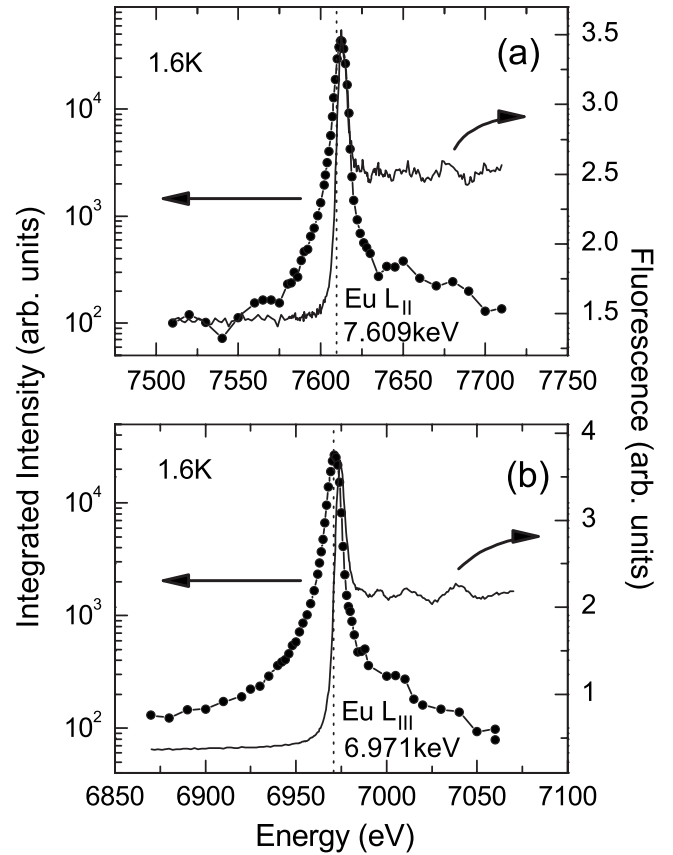 (a)
1.6K
10⁴
10³
10²
3.5
3.0
2.5
2.0
1.5
Eu L_II
7.609keV
7500 7550 7600 7650 7700 7750
Integrated Intensity (arb. units)
Fluorescence (arb. units)
(b)
1.6K
10⁴
10³
10²
4
3
2
1
Eu L_III
6.971keV
6850 6900 6950 7000 7050 7100
Energy (eV)